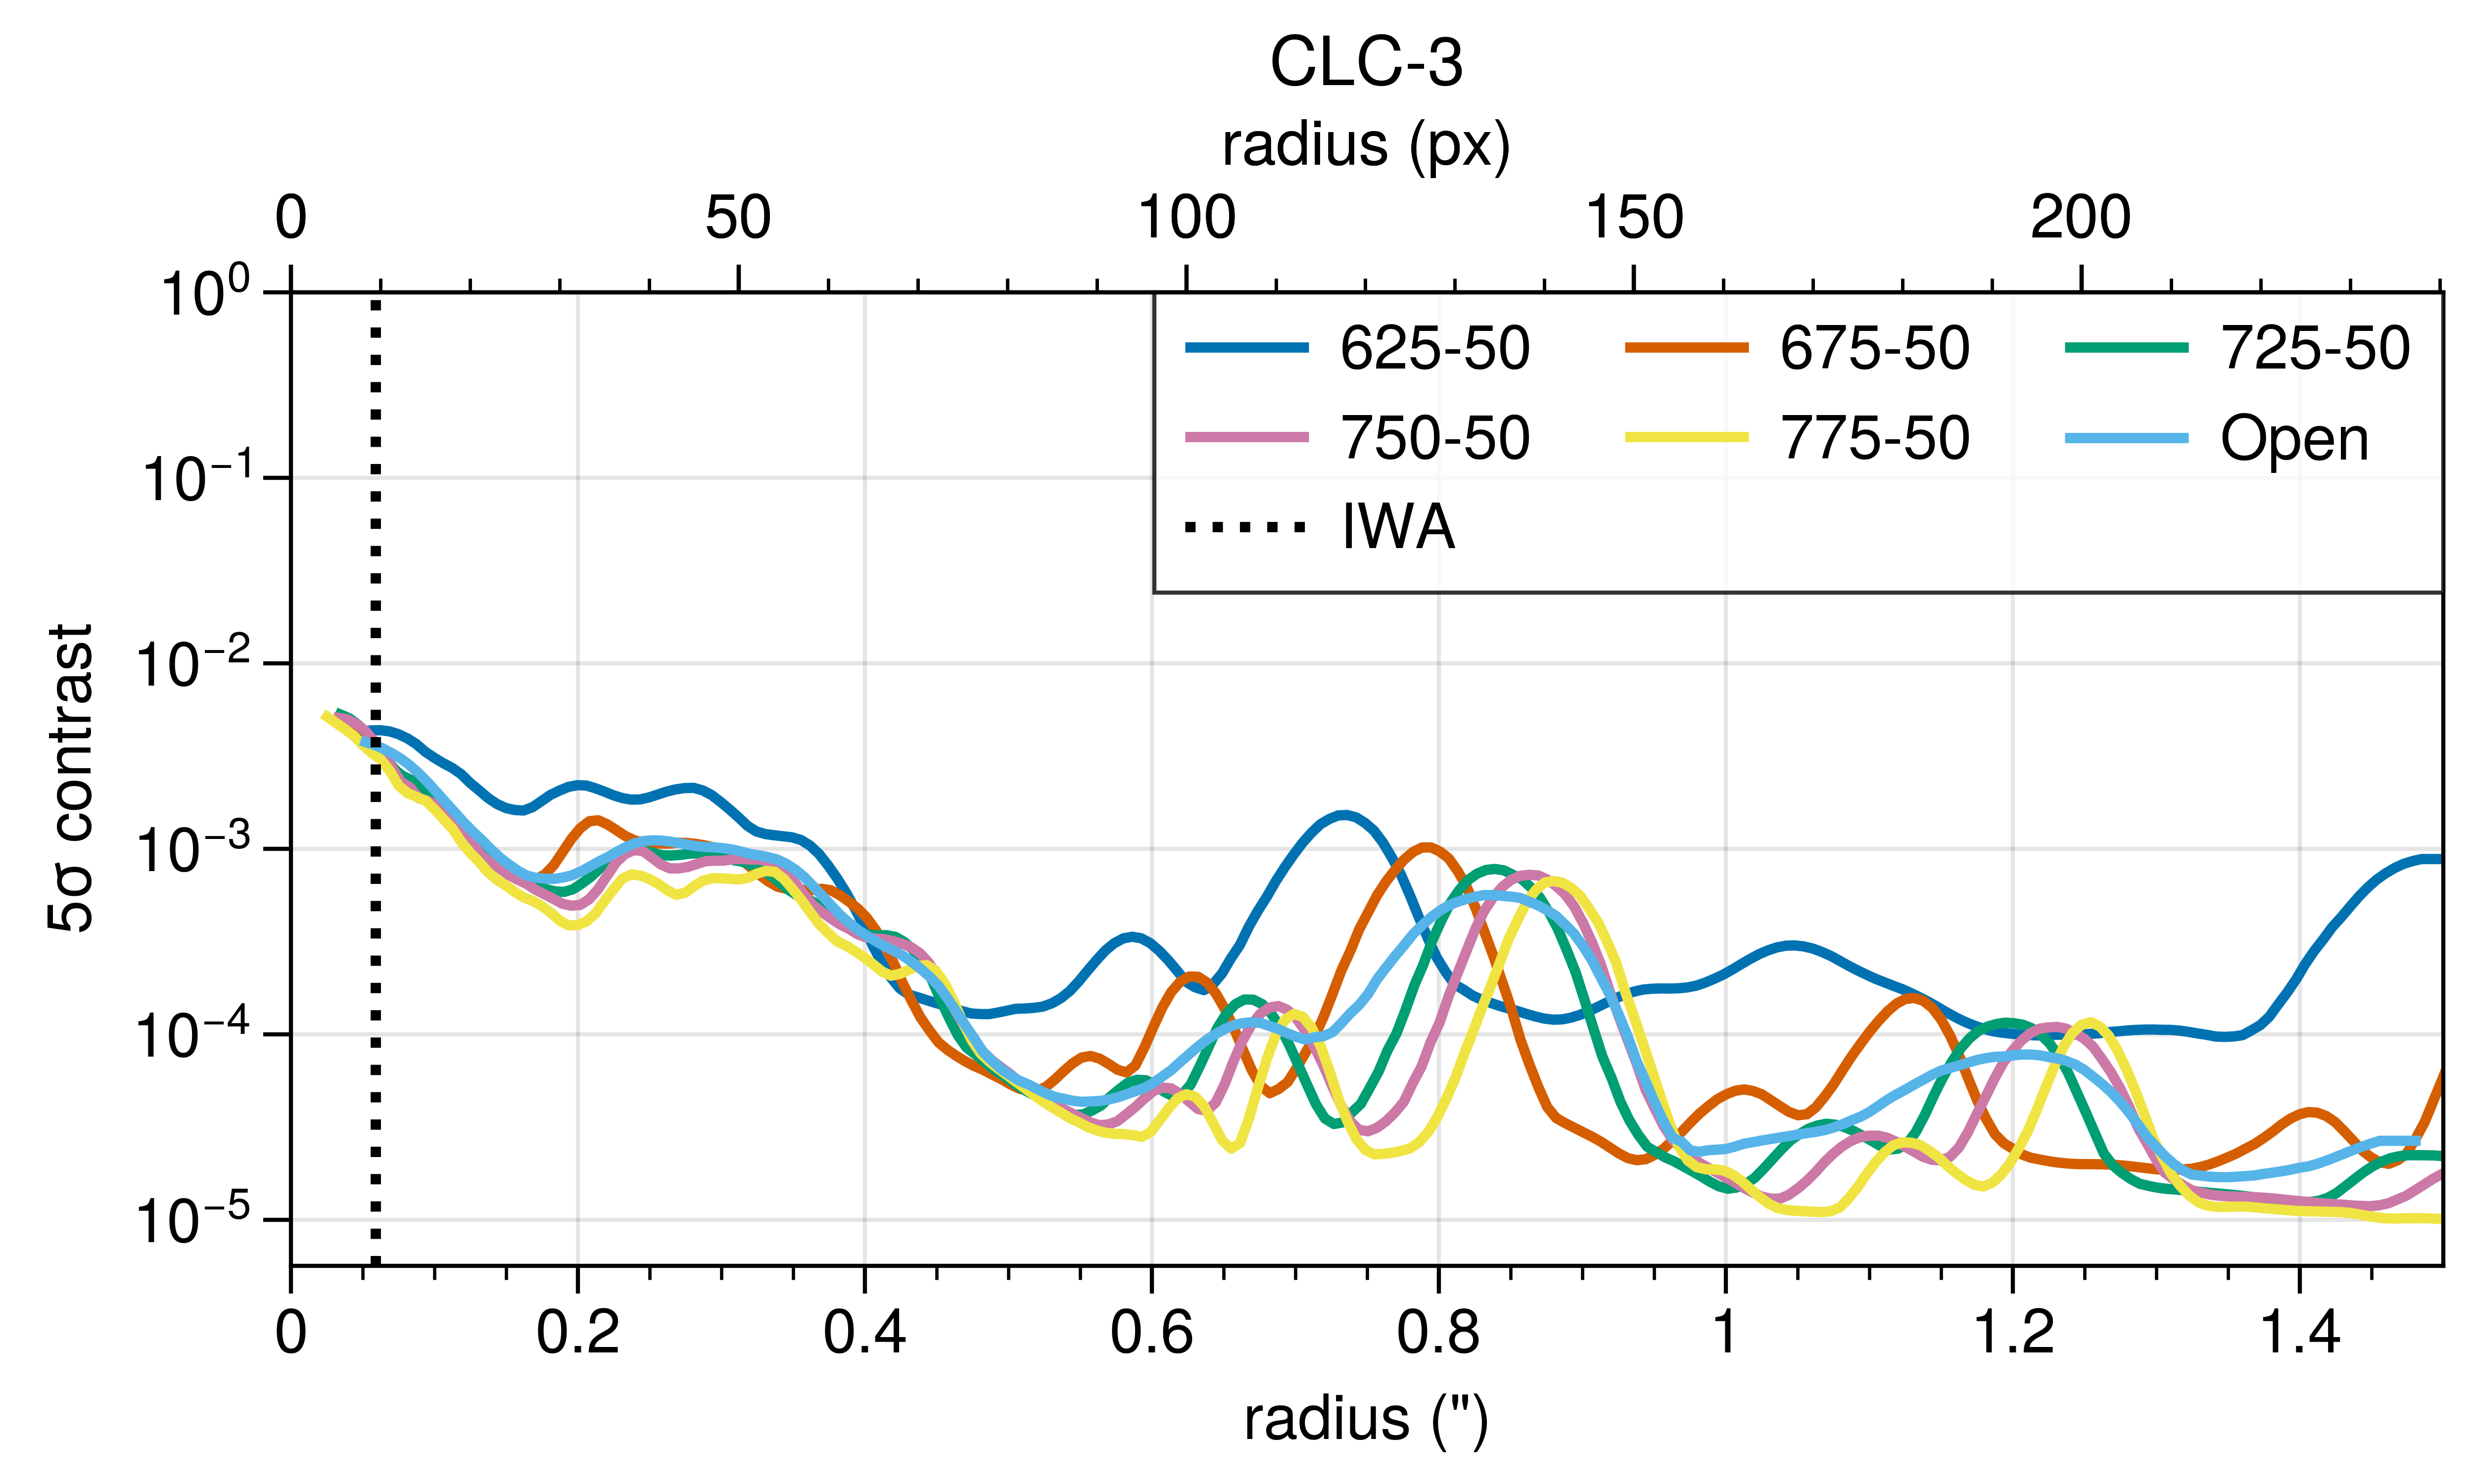 CLC-3
radius (px)
0 50 100 150 200
10⁰
10⁻¹
10⁻²
10⁻³
10⁻⁴
10⁻⁵
5σ contrast
625-50 675-50 725-50
750-50 775-50 Open
IWA
0 0.2 0.4 0.6 0.8 1 1.2 1.4
radius (")